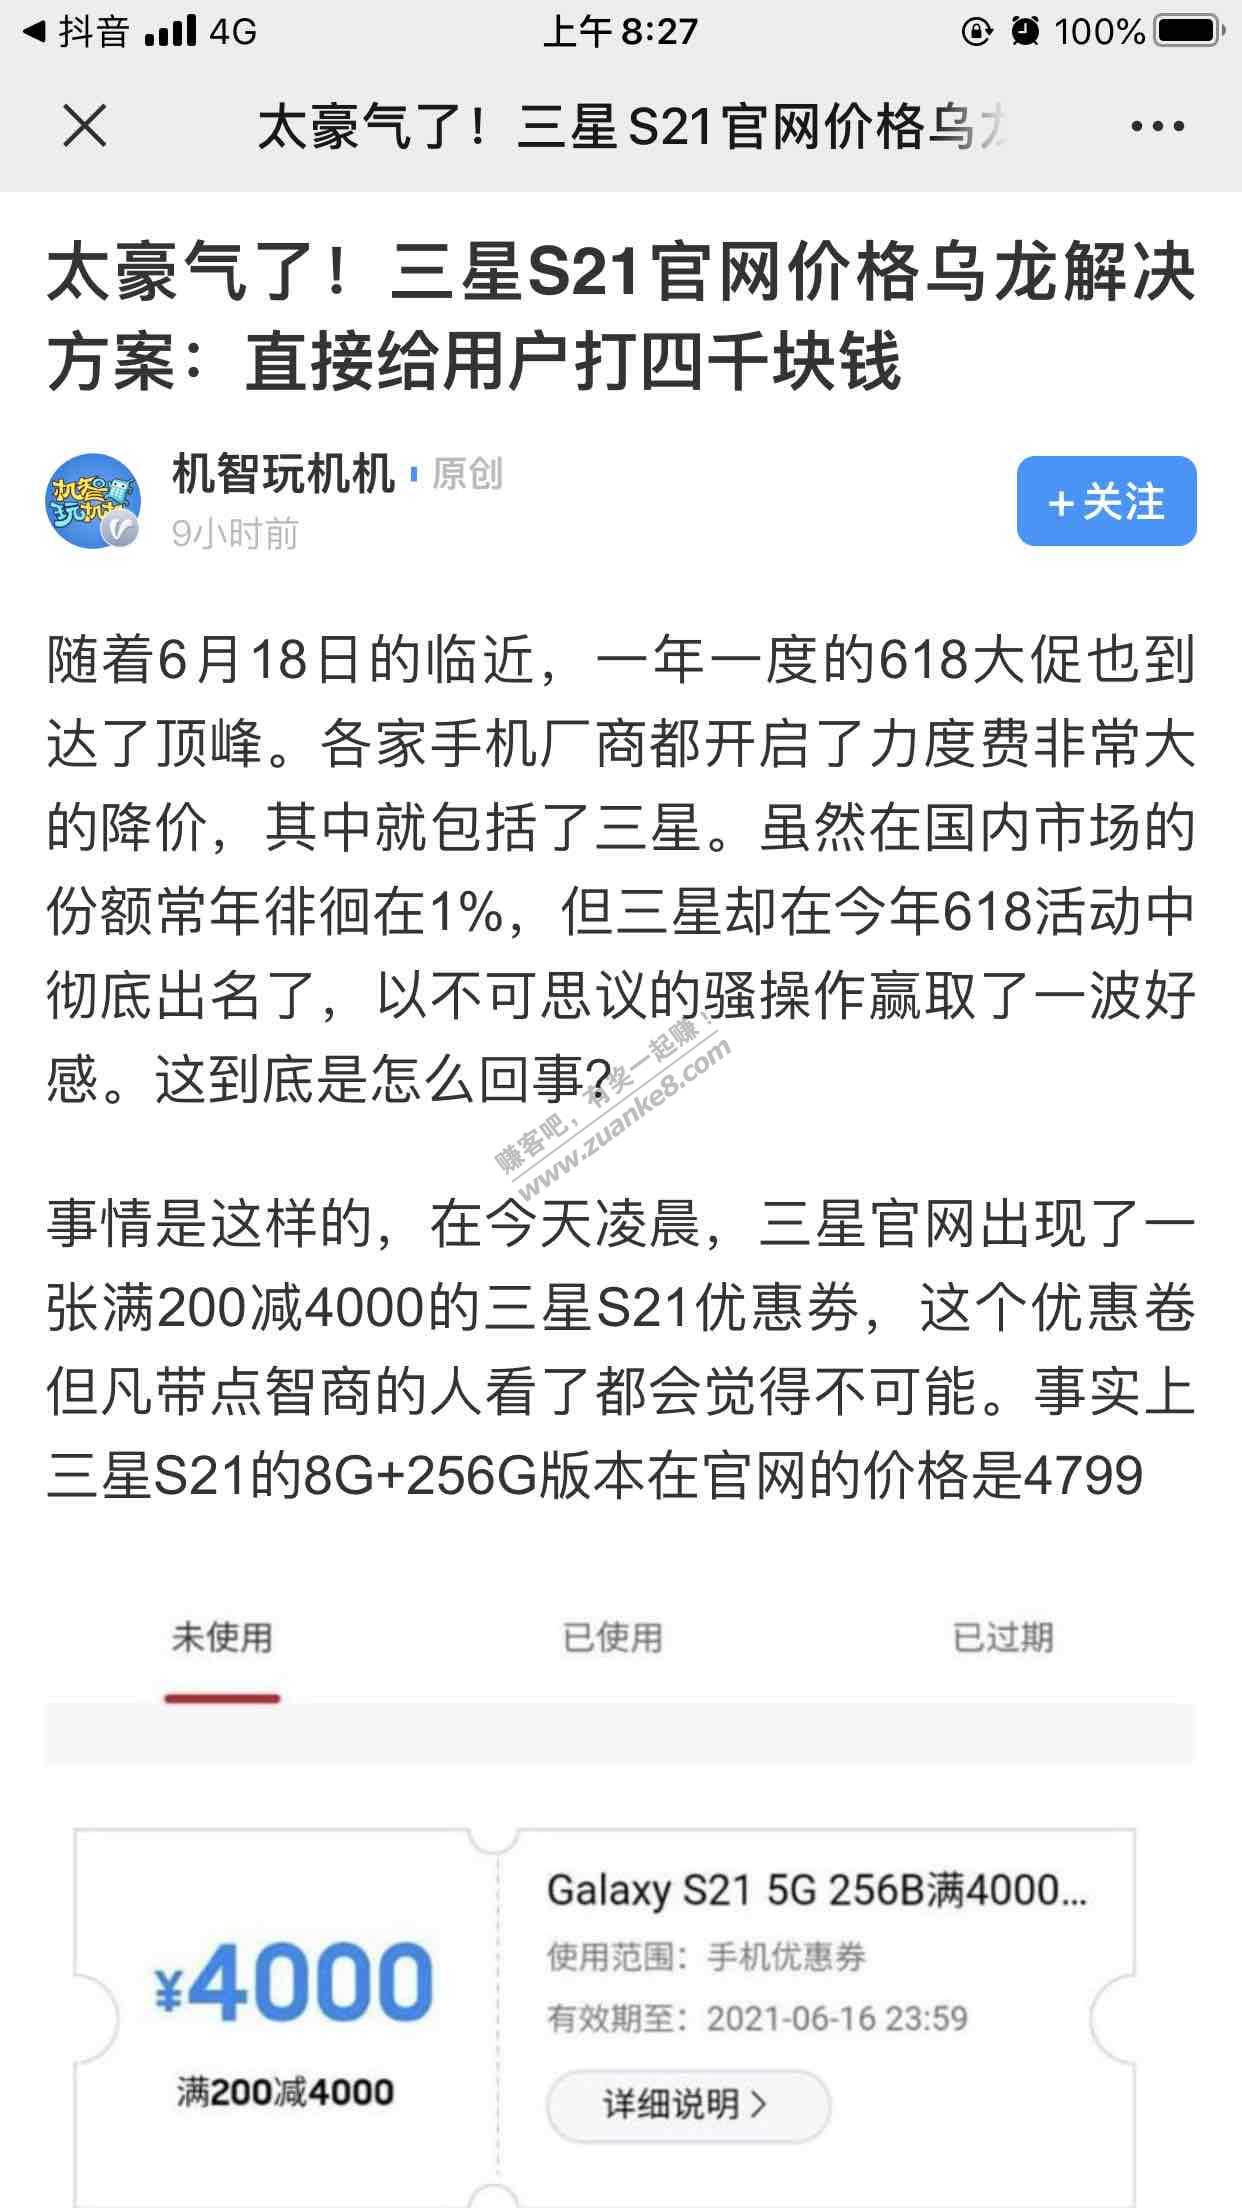 抖音 4G 上午8:27 100%
太豪气了！三星S21官网价格乌龙
太豪气了！三星S21官网价格乌龙解决
方案：直接给用户打四千块钱
机智玩机机 原创
机智
玩机机
9小时前
+关注
随着6月18日的临近，一年一度的618大促也到
达了顶峰。各家手机厂商都开启了力度费非常大
的降价，其中就包括了三星。虽然在国内市场的
份额常年徘徊在1%，但三星却在今年618活动中
彻底出名了，以不可思议的骚操作赢取了一波好
感。这到底是怎么回事?
赚客吧，有奖一起赚！
www.zuanke8.com
事情是这样的，在今天凌晨，三星官网出现了一
张满200减4000的三星S21优惠券，这个优惠卷
但凡带点智商的人看了都会觉得不可能。事实上
三星S21的8G+256G版本在官网的价格是4799
未使用 已使用 已过期
¥4000
满200减4000
Galaxy S21 5G 256B满4000...
使用范围：手机优惠券
有效期至：2021-06-16 23:59
详细说明 >